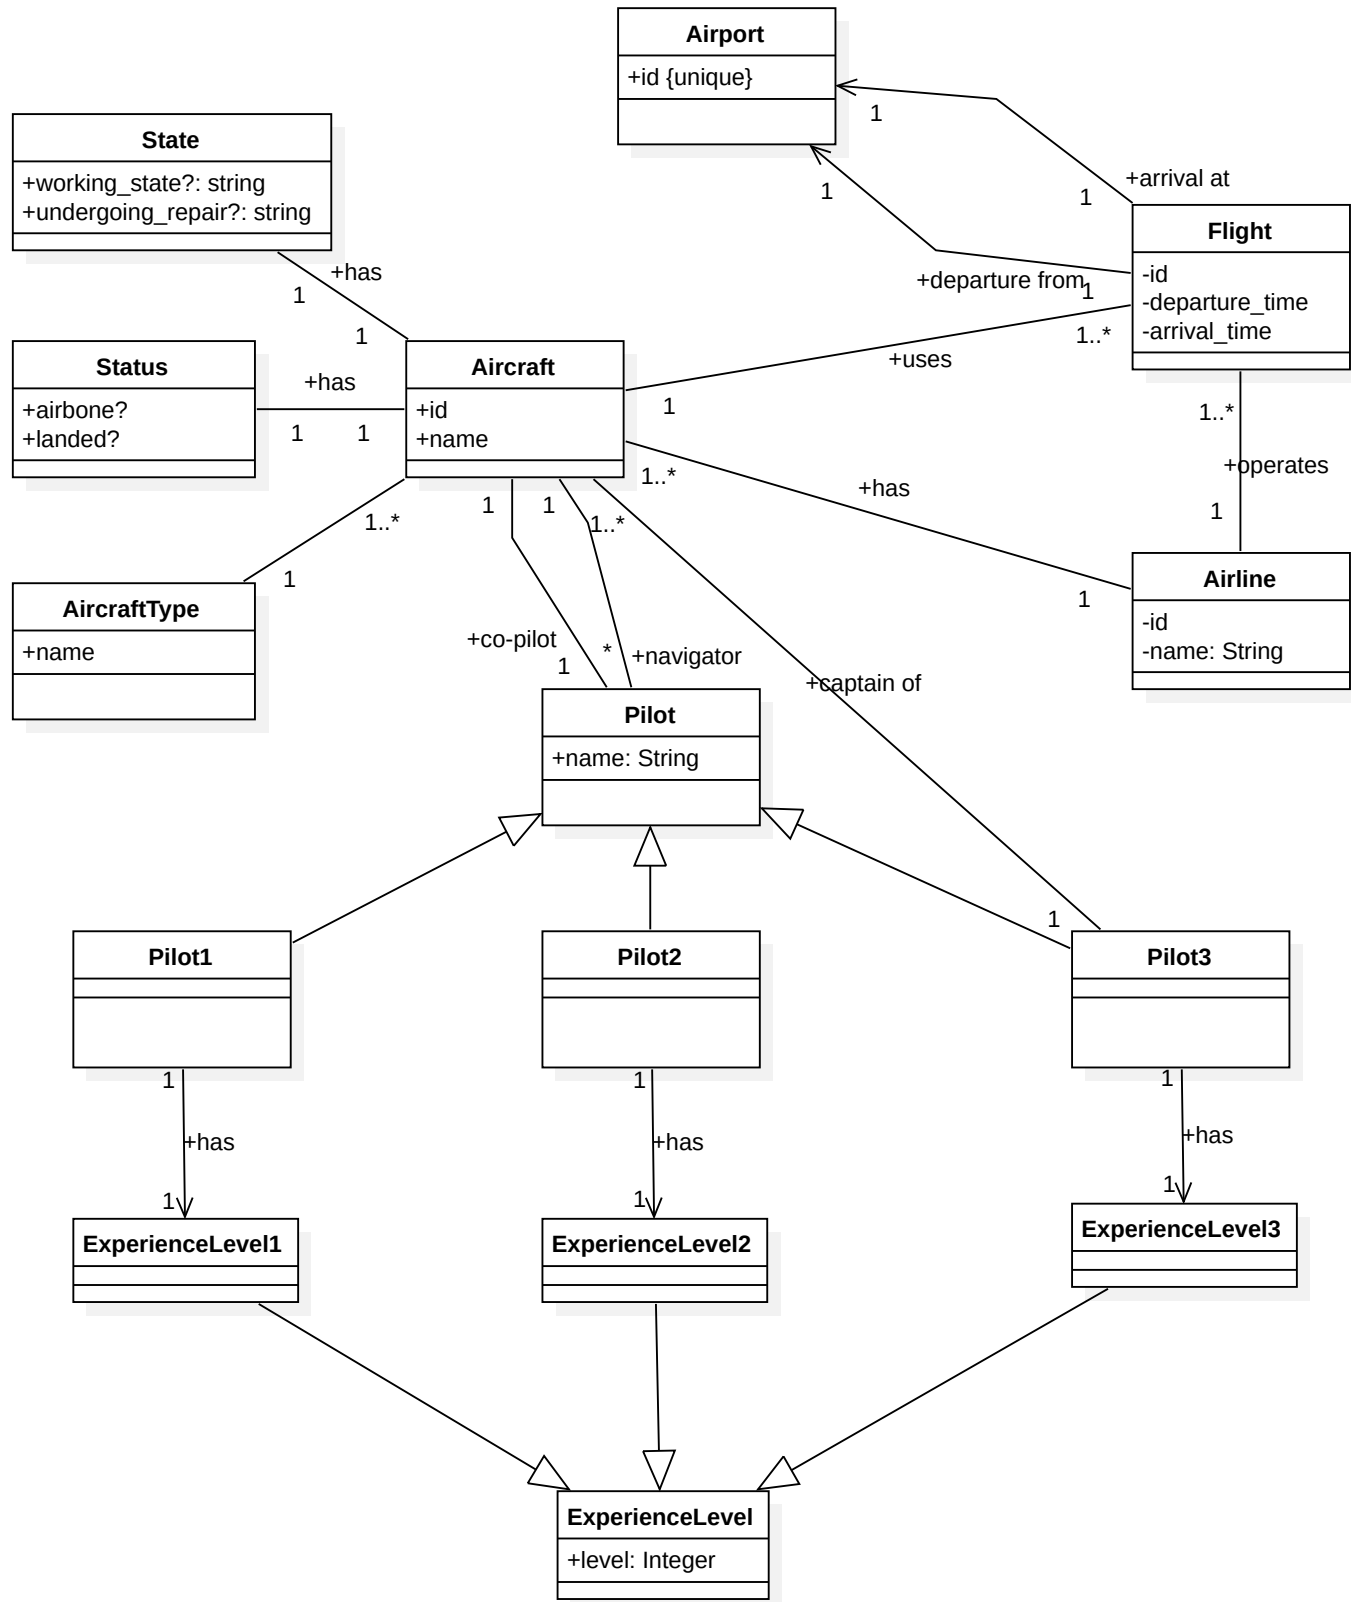 Airport
+id {unique}
1
1
+arrival at
1
State
+working_state?: string
+undergoing_repair?: string
Flight
-id
-departure_time
-arrival_time
+departure from
1
1..*
+has
1
1
Status
+airbone?
+landed?
+has
1
1
Aircraft
+id
+name
+uses
1
1..*
+has
1
1..*
+operates
1
Airline
-id
-name: String
1..*
1
AircraftType
+name
1
1
1..*
+co-pilot
1
*
+navigator
+captain of
Pilot
+name: String
1
Pilot1
Pilot2
Pilot3
1
+has
1
1
+has
1
1
+has
1
ExperienceLevel1
ExperienceLevel2
ExperienceLevel3
ExperienceLevel
+level: Integer